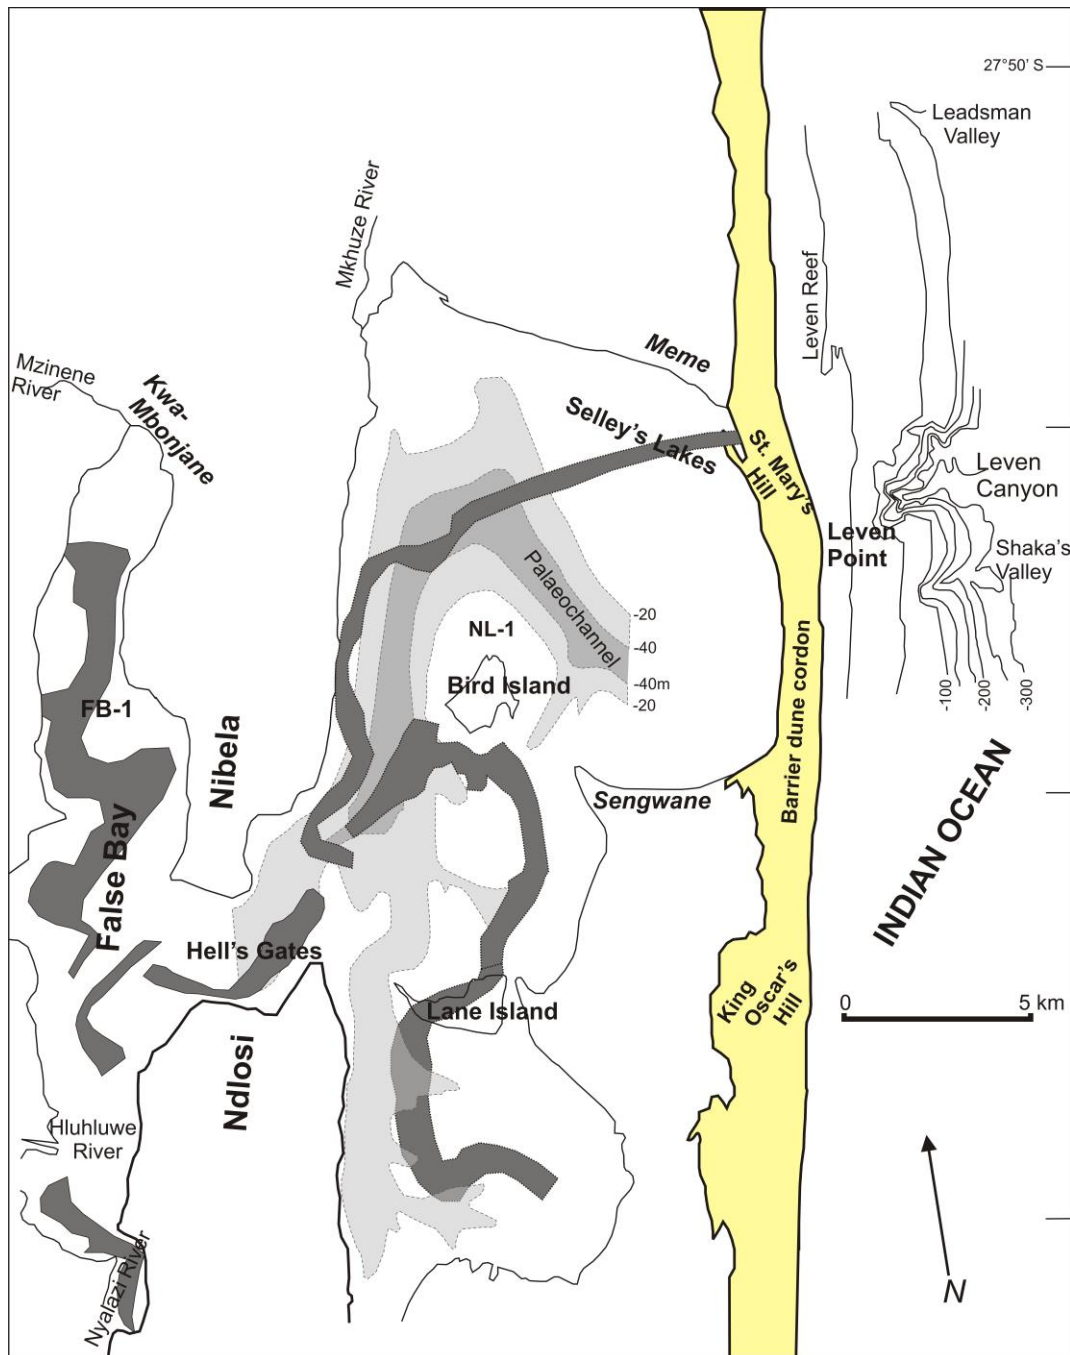 27°50' S
Leadsman
Valley
Mkhuze River
Leven Reef
Meme
Mzinene
River
Kwa-
Mbonjane
Selley's Lakes
St. Mary's
Hill
Leven
Canyon
Leven
Point
Shaka's
Valley
Palaeochannel
-20
-40
-40m
-20
NL-1
Bird Island
-100
-200
-300
FB-1
Nibela
False Bay
Sengwane
Barrier dune cordon
INDIAN OCEAN
Hell's Gates
Lane Island
King
Oscar's
Hill
0
5 km
Ndlosi
Hluhluwe
River
Nyalazi River
N